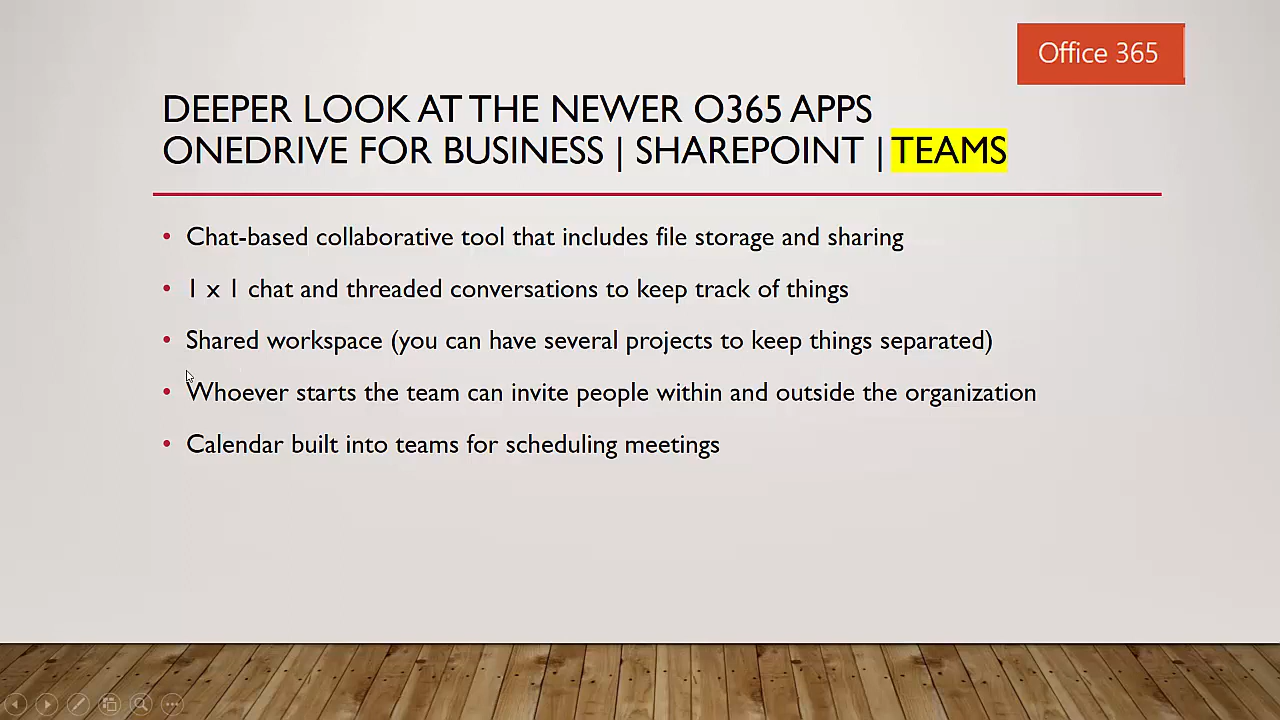 Office 365
DEEPER LOOK AT THE NEWER O365 APPS
ONEDRIVE FOR BUSINESS | SHAREPOINT | TEAMS
• Chat-based collaborative tool that includes file storage and sharing
• 1 x 1 chat and threaded conversations to keep track of things
• Shared workspace (you can have several projects to keep things separated)
• Whoever starts the team can invite people within and outside the organization
• Calendar built into teams for scheduling meetings